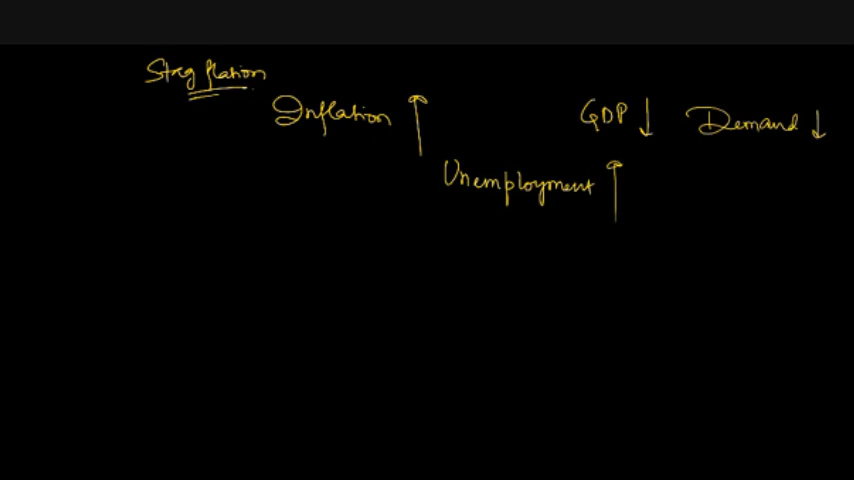 Stagflation
Inflation ↑ GDP ↓ Demand ↓
Unemployment ↑